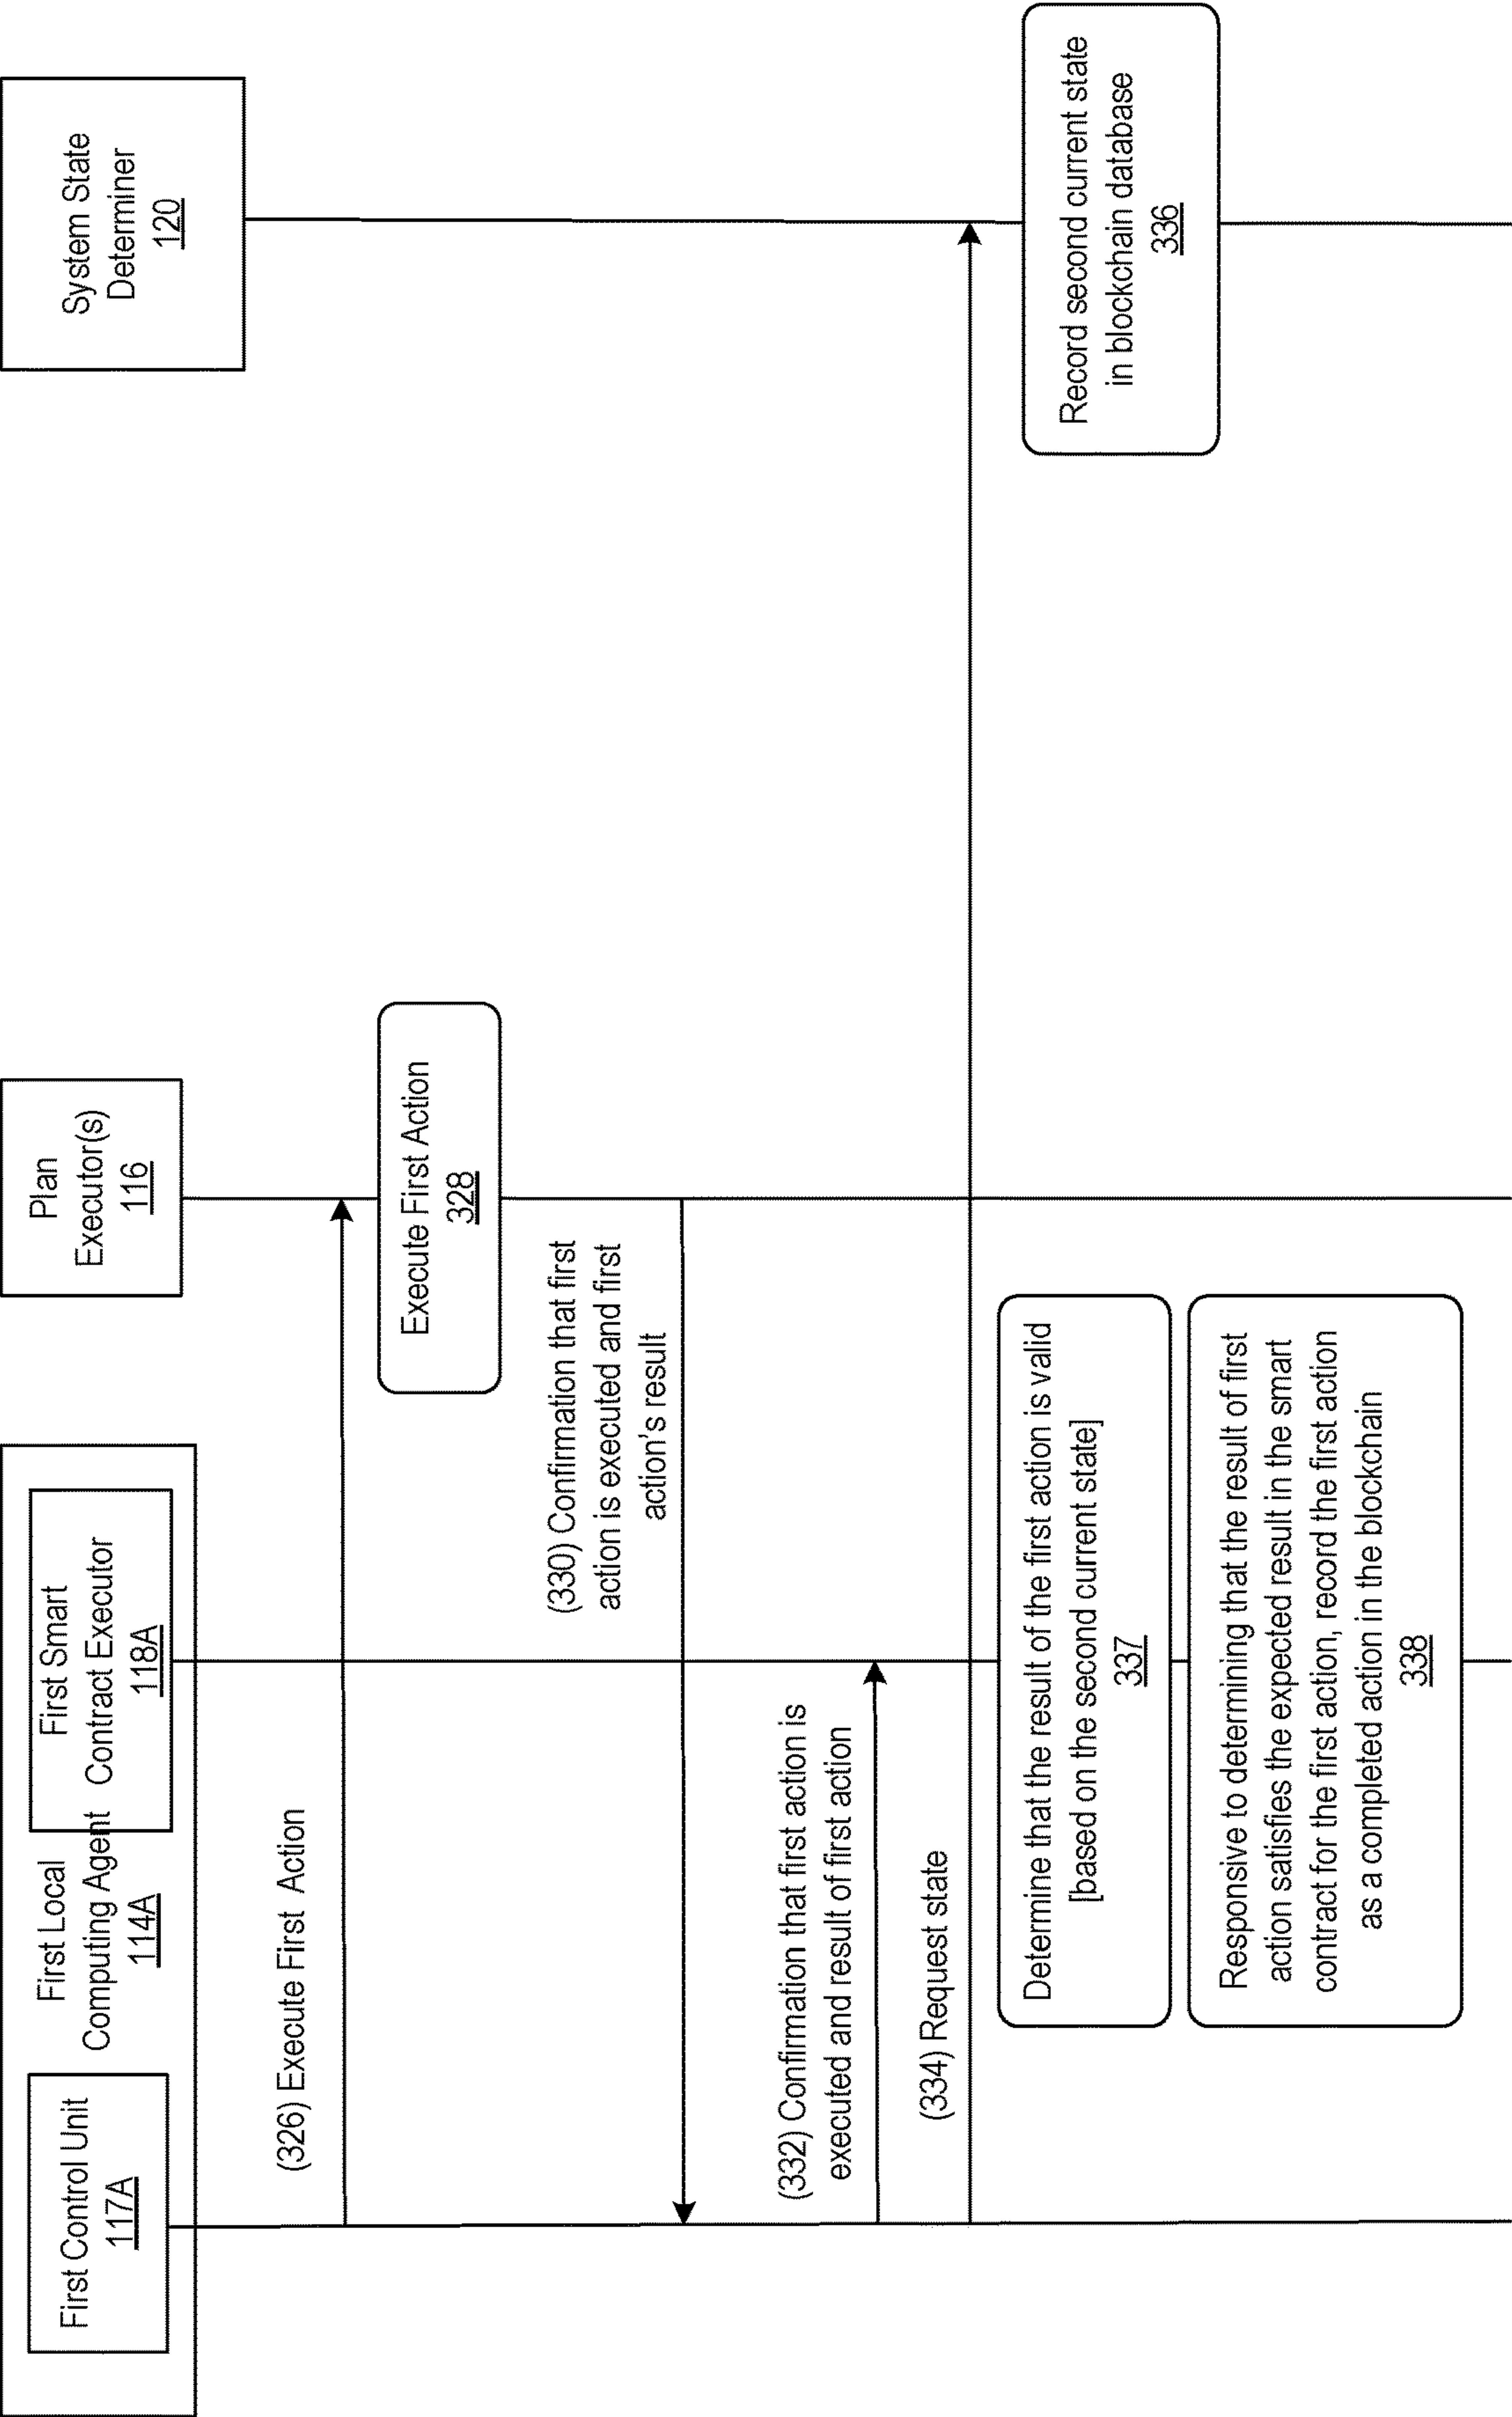 First Control Unit
117A
First Local
Computing Agent
114A
First Smart
Contract Executor
118A
Plan
Executor(s)
116
System State
Determiner
120
(326) Execute First Action
Execute First Action
328
(330) Confirmation that first
action is executed and first
action's result
(332) Confirmation that first action is
executed and result of first action
(334) Request state
Determine that the result of the first action is valid
[based on the second current state]
337
Record second current state
in blockchain database
336
Responsive to determining that the result of first
action satisfies the expected result in the smart
contract for the first action, record the first action
as a completed action in the blockchain
338